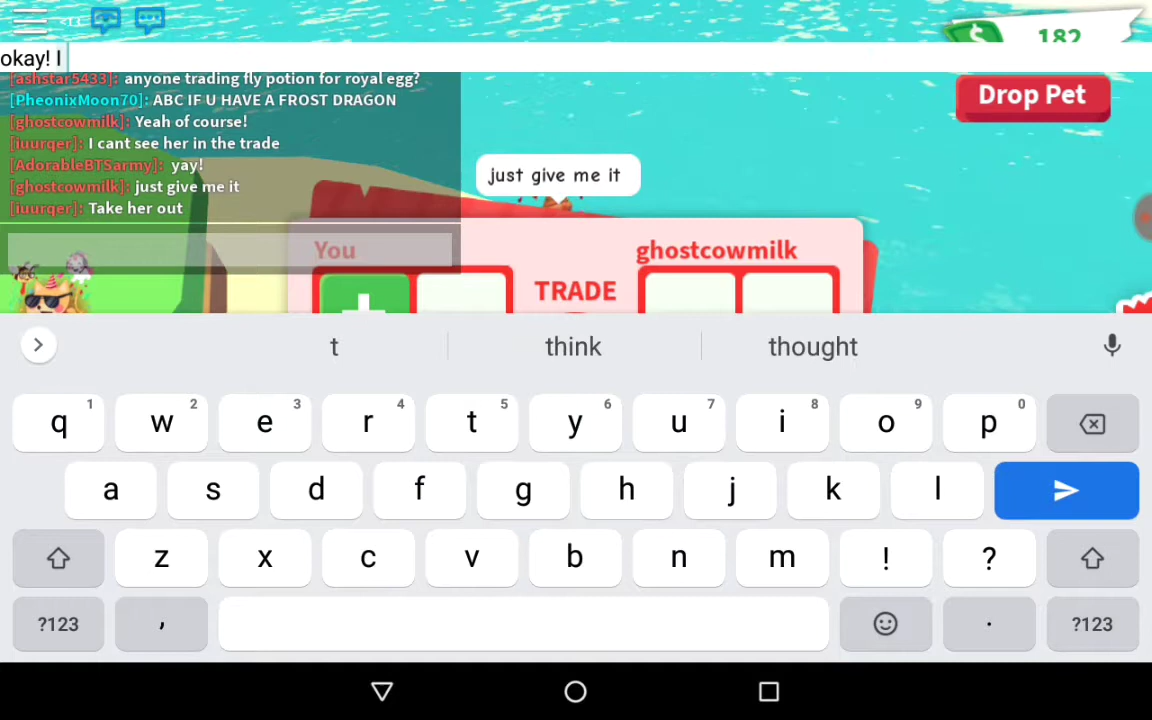 182
okay! I
[ashstar5433]: anyone trading fly potion for royal egg?
[PheonixMoon70]: ABC IF U HAVE A FROST DRAGON
[ghostcowmilk]: Yeah of course!
[iuurqer]: I cant see her in the trade
[AdorableBTSarmy]: yay!
[ghostcowmilk]: just give me it
[iuurqer]: Take her out
Drop Pet
just give me it
You
ghostcowmilk
TRADE
t think thought
q 1 w 2 e 3 r 4 t 5 y 6 u 7 i 8 o 9 p 0
a s d f g h j k l
z x c v b n m ! ?
?123 , . ?123